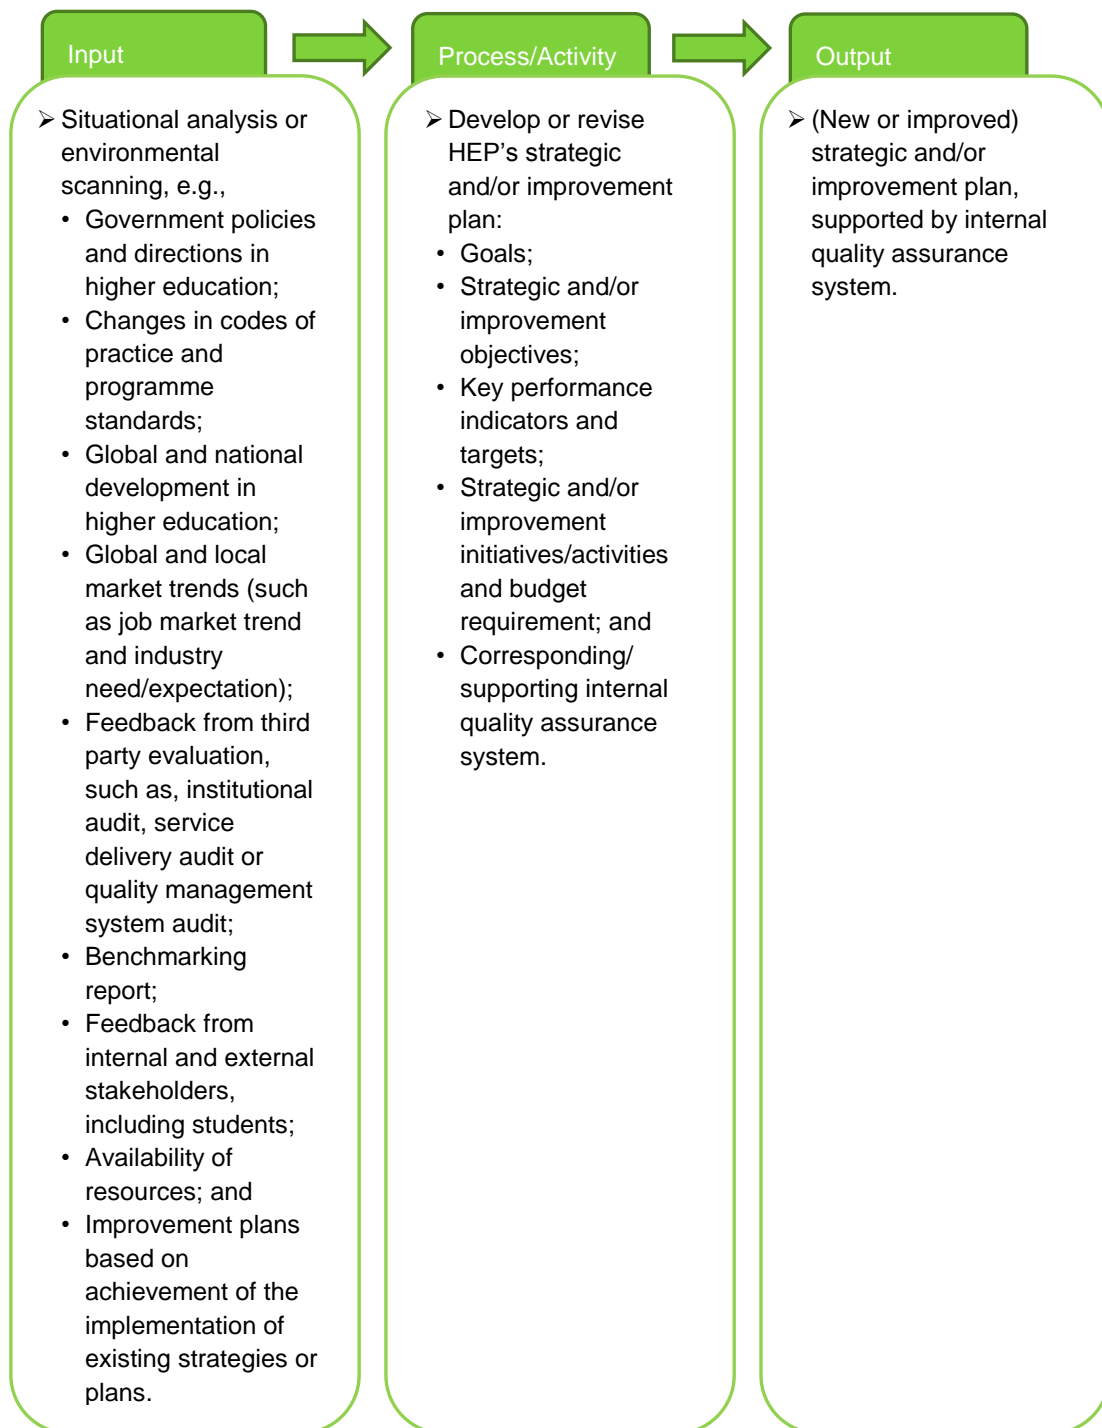 Input
Process/Activity
Output
➢ Situational analysis or
environmental
scanning, e.g.,
• Government policies
and directions in
higher education;
• Changes in codes of
practice and
programme
standards;
• Global and national
development in
higher education;
• Global and local
market trends (such
as job market trend
and industry
need/expectation);
• Feedback from third
party evaluation,
such as, institutional
audit, service
delivery audit or
quality management
system audit;
• Benchmarking
report;
• Feedback from
internal and external
stakeholders,
including students;
• Availability of
resources; and
• Improvement plans
based on
achievement of the
implementation of
existing strategies or
plans.
➢ Develop or revise
HEP’s strategic
and/or improvement
plan:
• Goals;
• Strategic and/or
improvement
objectives;
• Key performance
indicators and
targets;
• Strategic and/or
improvement
initiatives/activities
and budget
requirement; and
• Corresponding/
supporting internal
quality assurance
system.
➢ (New or improved)
strategic and/or
improvement plan,
supported by internal
quality assurance
system.